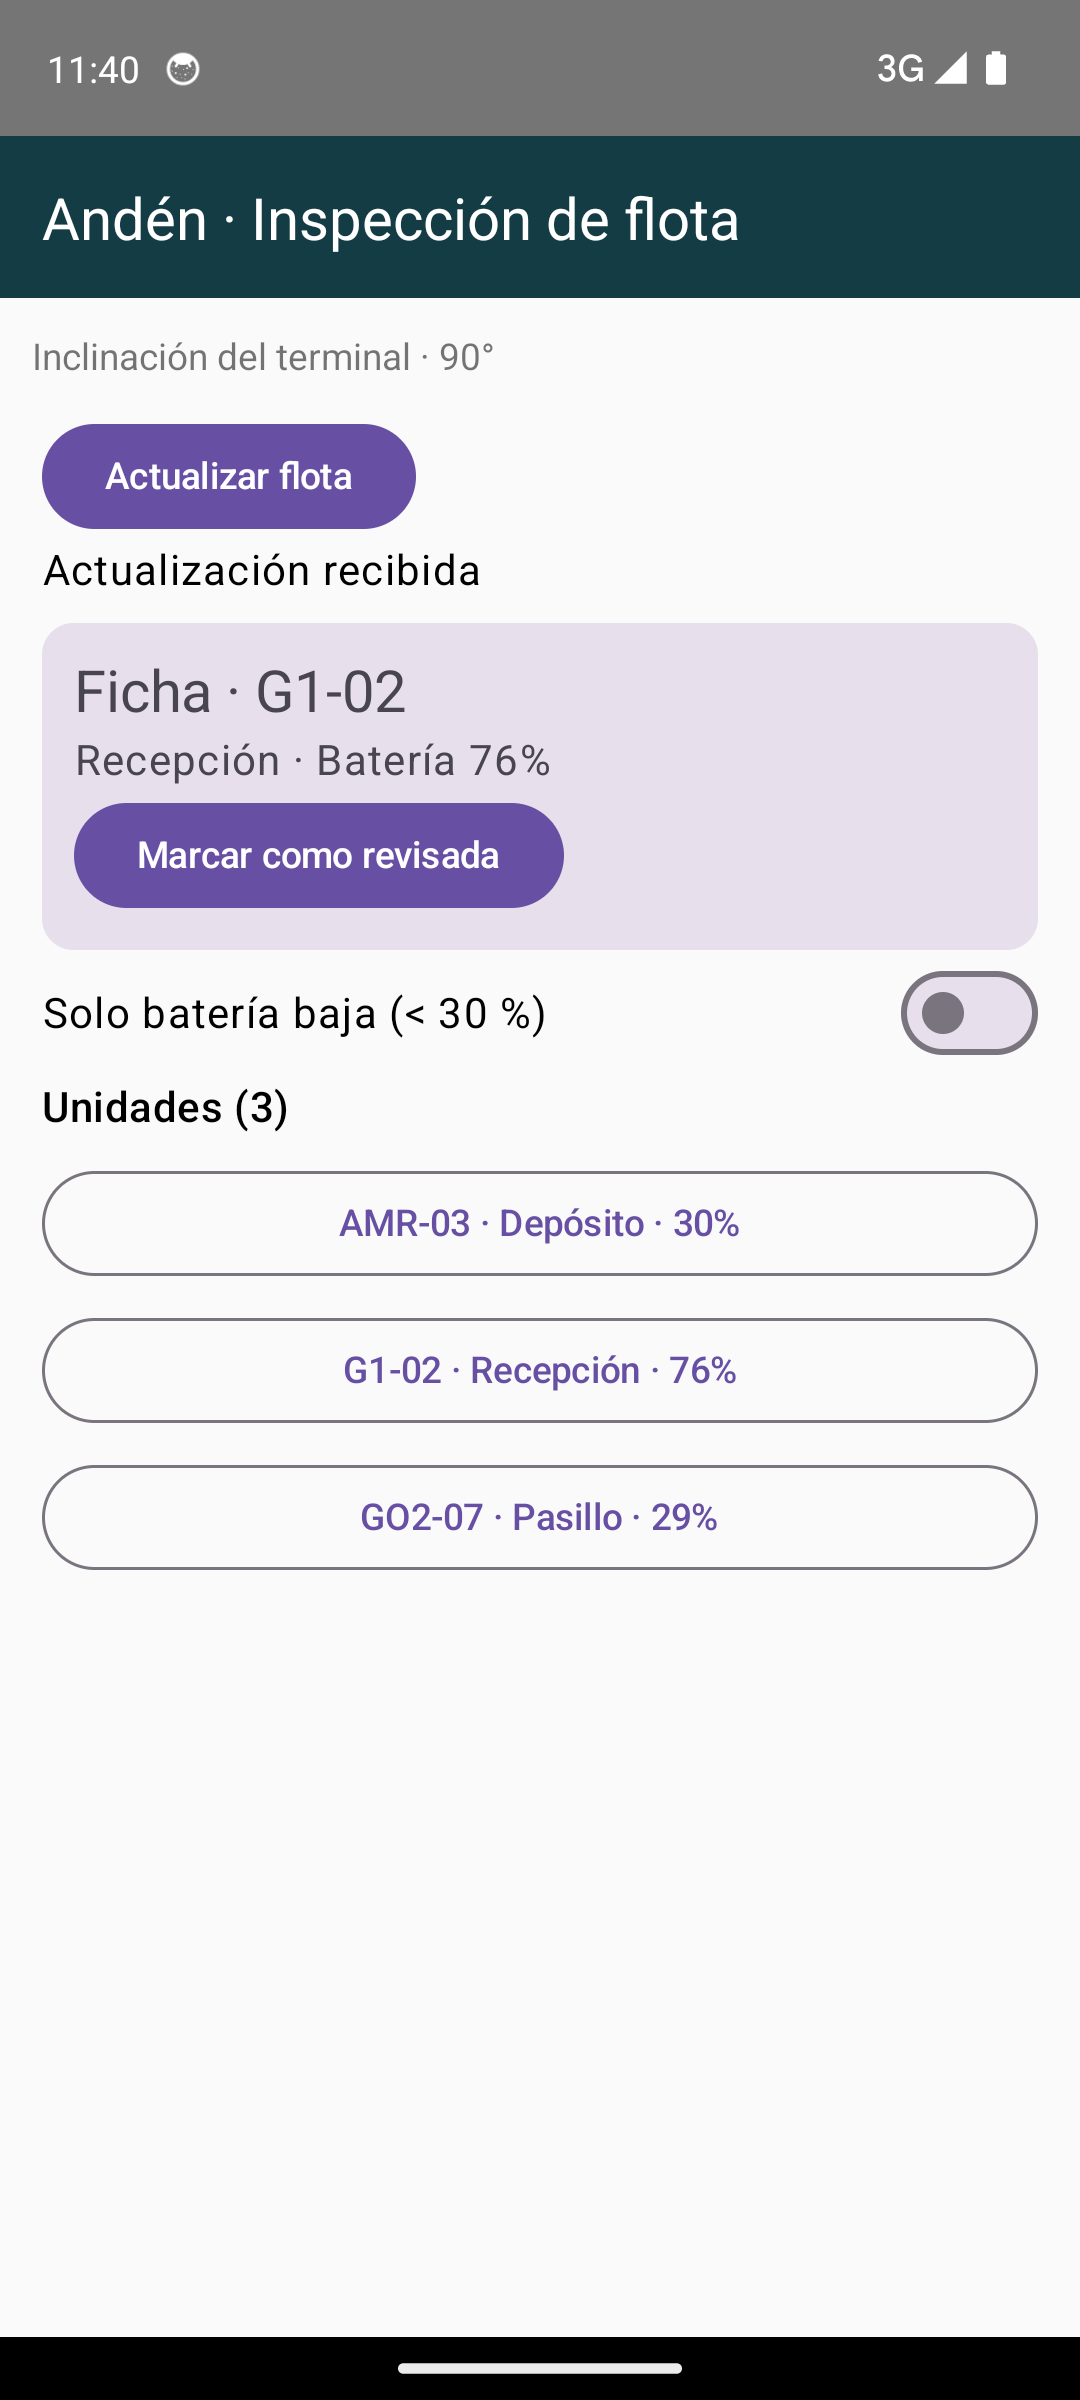 11:40 3G
Andén · Inspección de flota
Inclinación del terminal · 90°
Actualizar flota
Actualización recibida
Ficha · G1-02
Recepción · Batería 76%
Marcar como revisada
Solo batería baja (< 30 %)
Unidades (3)
AMR-03 · Depósito · 30%
G1-02 · Recepción · 76%
GO2-07 · Pasillo · 29%